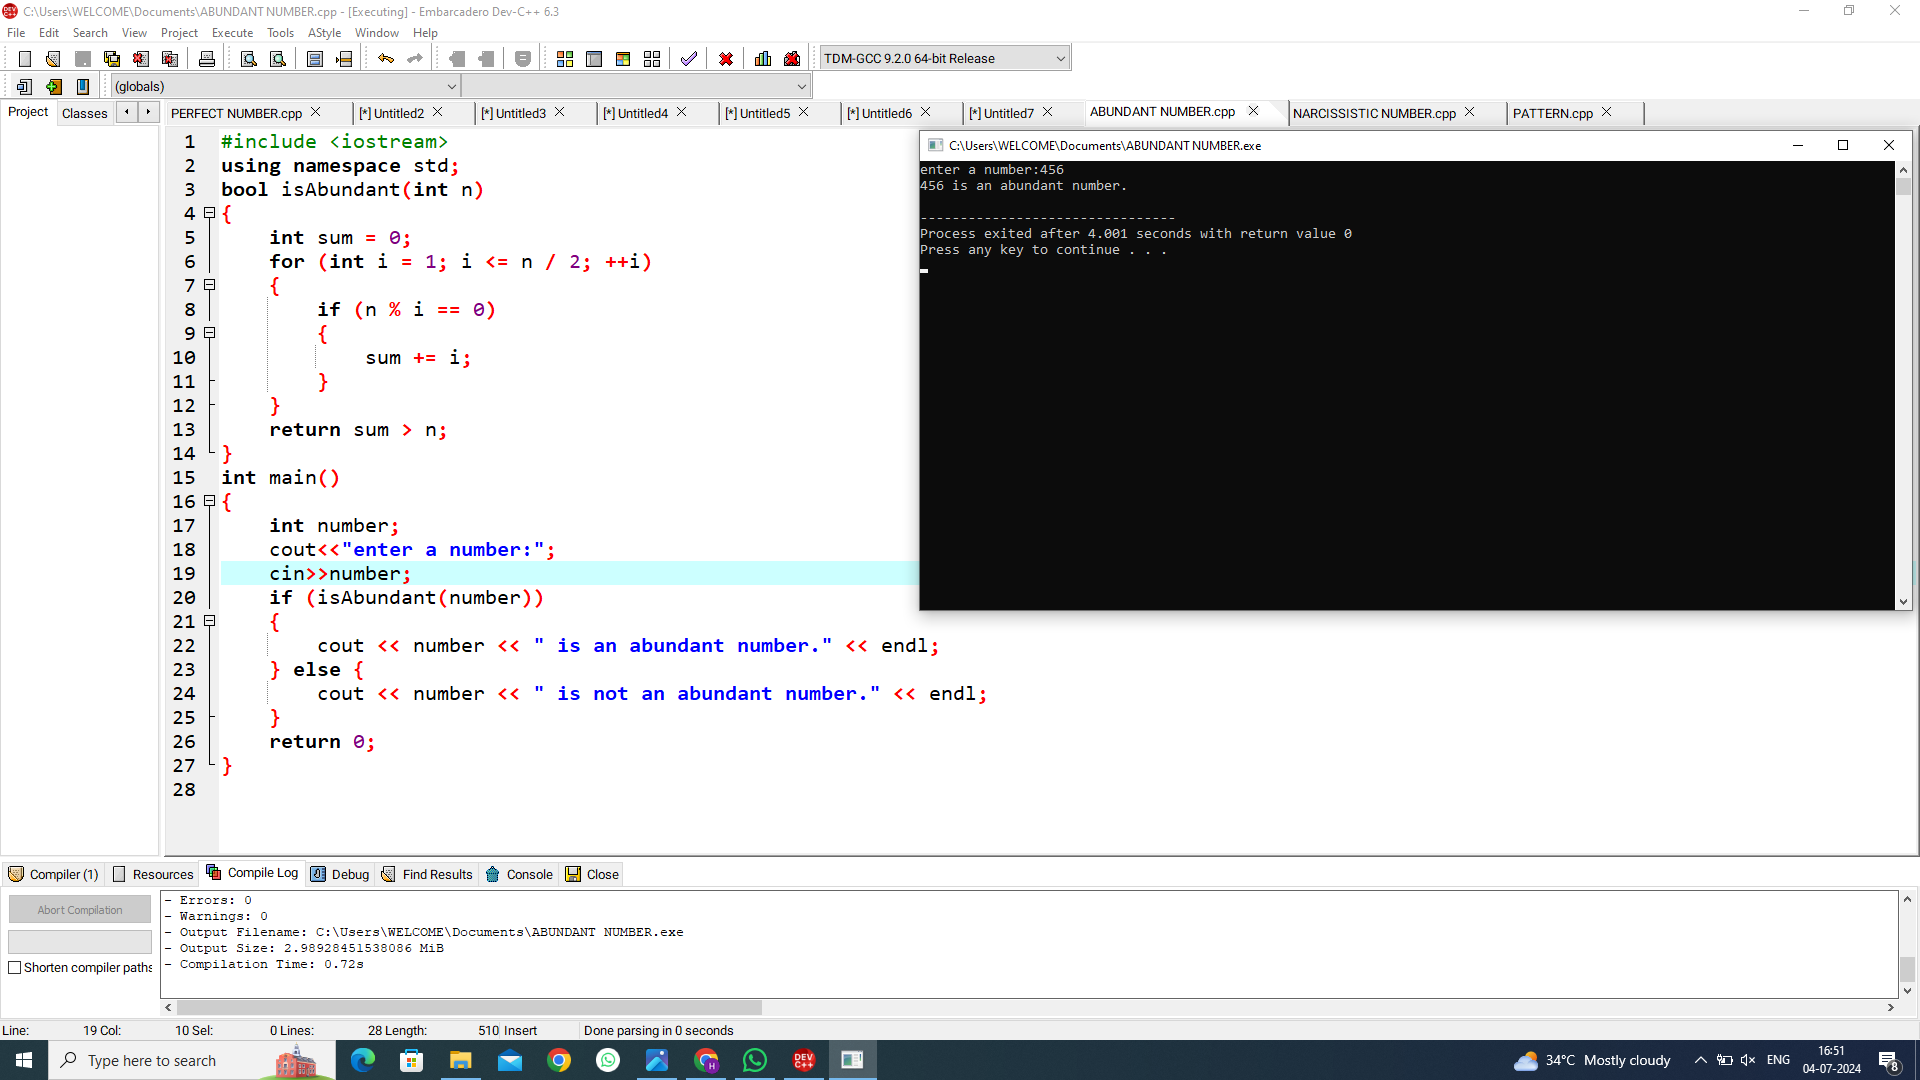 C:\Users\WELCOME\Documents\ABUNDANT NUMBER.cpp - [Executing] - Embarcadero Dev-C++ 6.3
File Edit Search View Project Execute Tools AStyle Window Help
TDM-GCC 9.2.0 64-bit Release
(globals)
Project Classes PERFECT NUMBER.cpp [*] Untitled2 [*] Untitled3 [*] Untitled4 [*] Untitled5 [*] Untitled6 [*] Untitled7 ABUNDANT NUMBER.cpp NARCISSISTIC NUMBER.cpp PATTERN.cpp
1 #include <iostream>
2 using namespace std;
3 bool isAbundant(int n)
4 {
5 int sum = 0;
6 for (int i = 1; i <= n / 2; ++i)
7 {
8 if (n % i == 0)
9 {
10 sum += i;
11 }
12 }
13 return sum > n;
14 }
15 int main()
16 {
17 int number;
18 cout<<"enter a number:";
19 cin>>number;
20 if (isAbundant(number))
21 {
22 cout << number << " is an abundant number." << endl;
23 } else {
24 cout << number << " is not an abundant number." << endl;
25 }
26 return 0;
27 }
28
C:\Users\WELCOME\Documents\ABUNDANT NUMBER.exe
enter a number:456
456 is an abundant number.
--------------------------------
Process exited after 4.001 seconds with return value 0
Press any key to continue . . .
Compiler (1) Resources Compile Log Debug Find Results Console Close
Abort Compilation
Shorten compiler paths
- Errors: 0
- Warnings: 0
- Output Filename: C:\Users\WELCOME\Documents\ABUNDANT NUMBER.exe
- Output Size: 2.98928451538086 MiB
- Compilation Time: 0.72s
Line: 19 Col: 10 Sel: 0 Lines: 28 Length: 510 Insert Done parsing in 0 seconds
Type here to search
DEV C++
34°C Mostly cloudy
ENG
16:51
04-07-2024
8